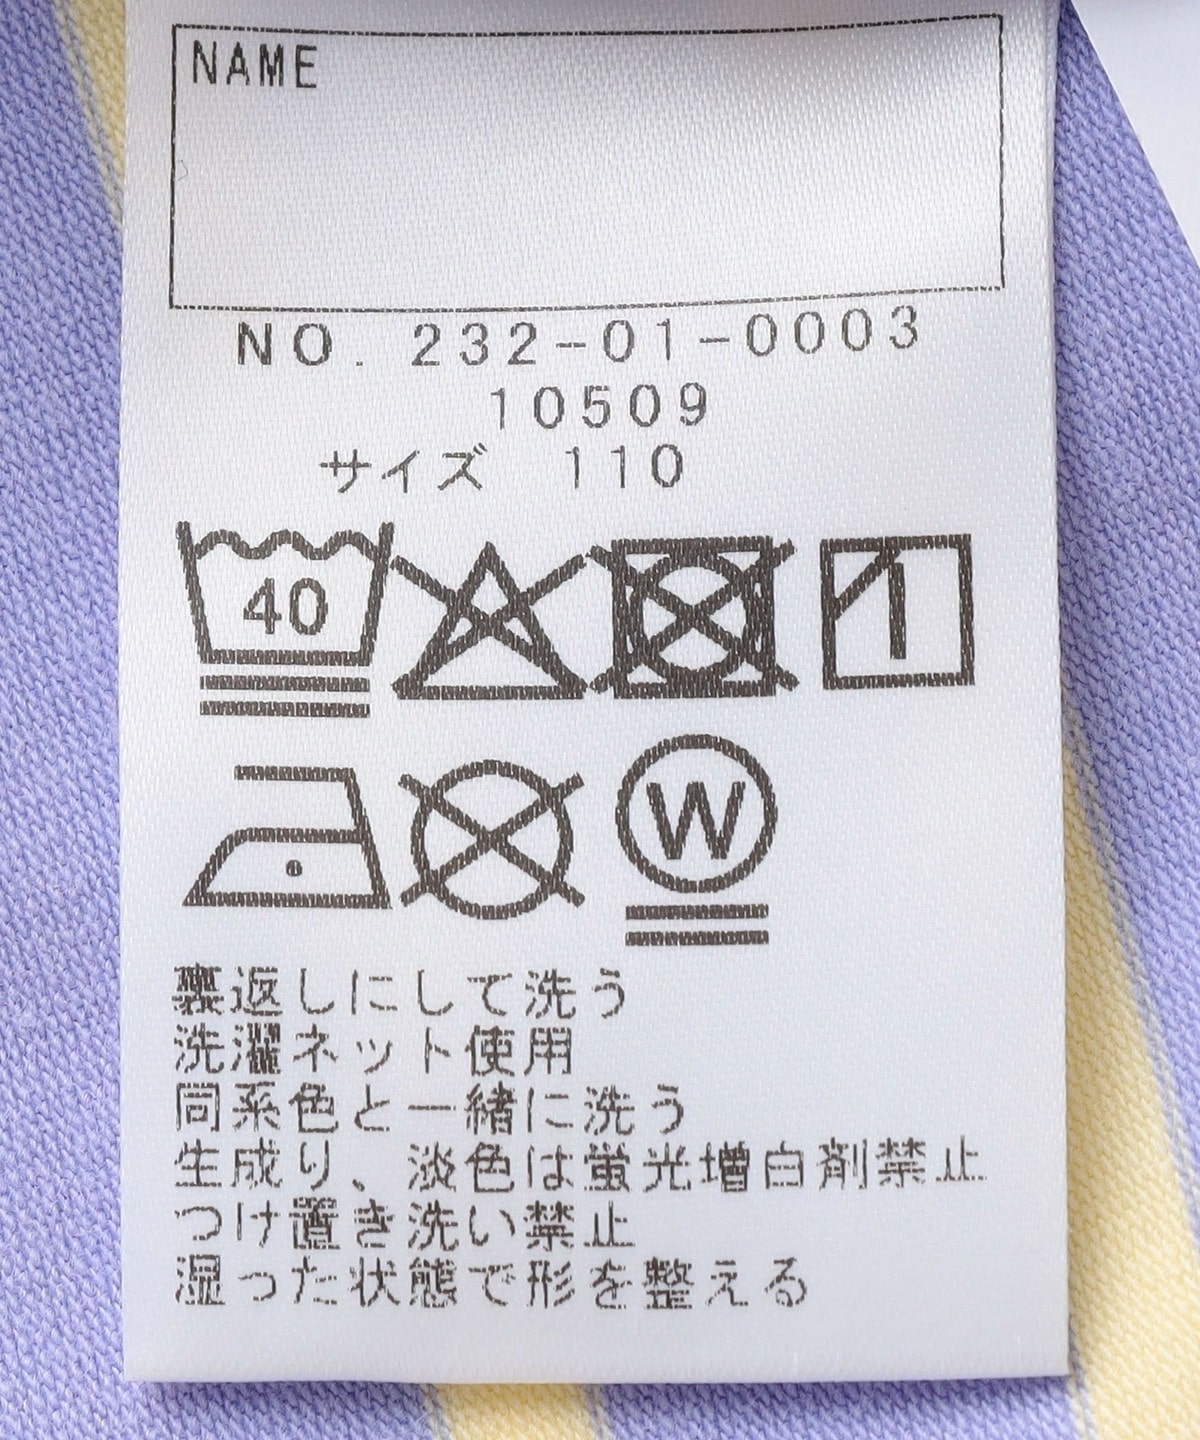 NAME
NO. 232-01-0003
10509
サイズ 110
40
W
裏返しにして洗う
洗濯ネット使用
同系色と一緒に洗う
生成り、淡色は蛍光増白剤禁止
つけ置き洗い禁止
湿った状態で形を整える